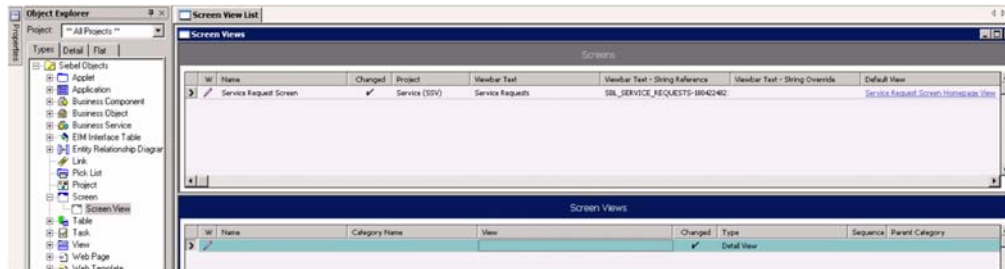 Object Explorer
Project: "" All Projects ""
Types Detail Flat
Siebel Objects
Applet
Application
Business Component
Business Object
Business Service
EIM Interface Table
Entity Relationship Diagrar
Link
Pick List
Project
Screen
Screen View
Table
Task
View
Web Page
Web Template
Properties
Screen View List
Screen Views
Screens
W Name Changed Project Viewbar Text Viewbar Text - String Reference Viewbar Text - String Override Default View
Service Request Screen Service (SSV) Service Requests Service Request Screen Homepage View
Screen Views
W Name Category Name View Changed Type Sequence Parent Category
Detail View